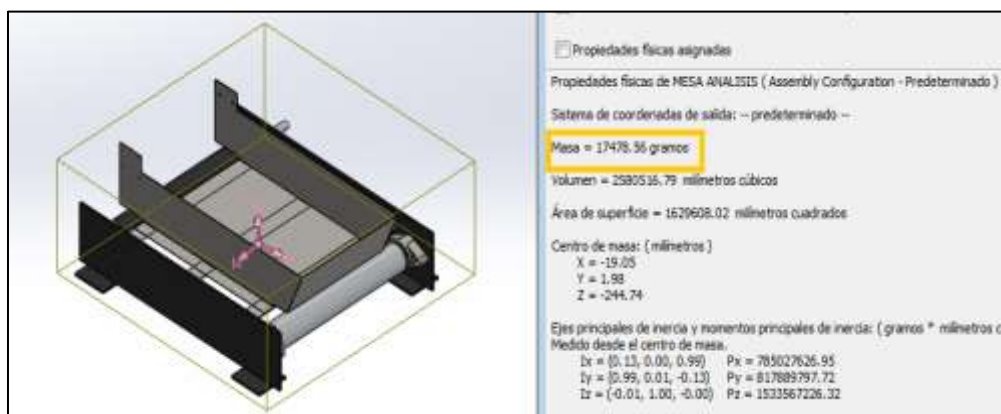 Propiedades físicas asignadas
Propiedades físicas de MESA ANALISIS ( Assembly Configuration - Predeterminado )
Sistema de coordenadas de salida: -- predeterminado --
Masa = 17478.56 gramos
Volumen = 2580516.79 milímetros cúbicos
Área de superficie = 1629608.02 milímetros cuadrados
Centro de masa: ( milímetros )
X = -19.05
Y = 1.98
Z = -244.74
Ejes principales de inercia y momentos principales de inercia: ( gramos * milímetros c
Medido desde el centro de masa.
Ix = (0.13, 0.00, 0.99) Px = 785027626.95
Iy = (0.99, 0.01, -0.13) Py = 817889797.72
Iz = (-0.01, 1.00, -0.00) Pz = 1533567226.32